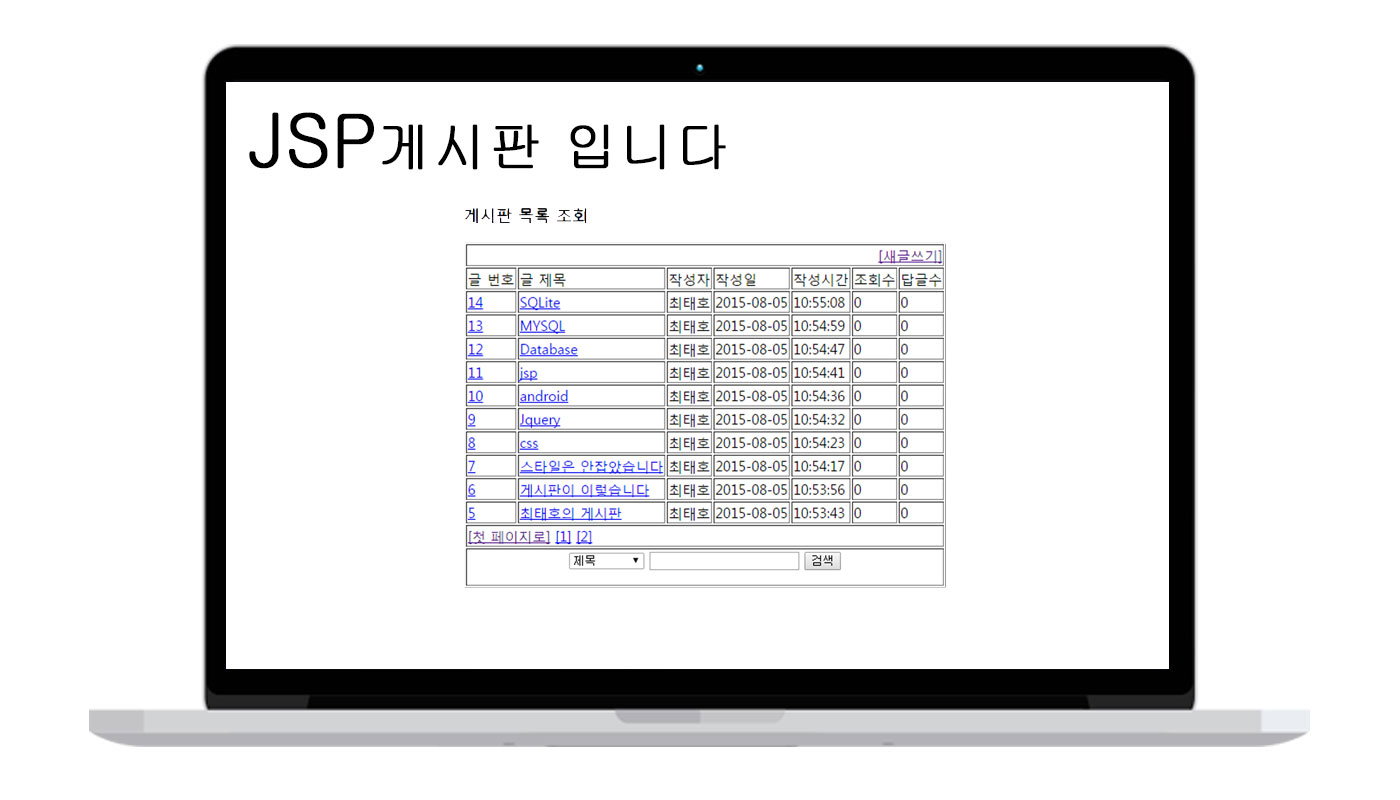 JSP게시판 입니다
게시판 목록 조회
[새글쓰기]
글 번호 글 제목 작성자 작성일 작성시간 조회수 답글수
14 SQLite 최태호 2015-08-05 10:55:08 0 0
13 MYSQL 최태호 2015-08-05 10:54:59 0 0
12 Database 최태호 2015-08-05 10:54:47 0 0
11 jsp 최태호 2015-08-05 10:54:41 0 0
10 android 최태호 2015-08-05 10:54:36 0 0
9 Jquery 최태호 2015-08-05 10:54:32 0 0
8 css 최태호 2015-08-05 10:54:23 0 0
7 스타일은 안잡았습니다 최태호 2015-08-05 10:54:17 0 0
6 게시판이 이렇습니다 최태호 2015-08-05 10:53:56 0 0
5 최태호의 게시판 최태호 2015-08-05 10:53:43 0 0
[첫 페이지로] [1] [2]
제목 검색